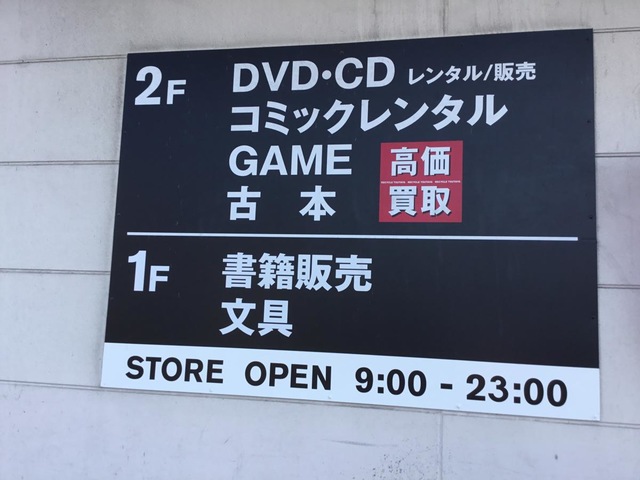 2F DVD・CD レンタル/販売
コミックレンタル
GAME
古本
高価
買取
1F 書籍販売
文具
STORE OPEN 9:00 - 23:00